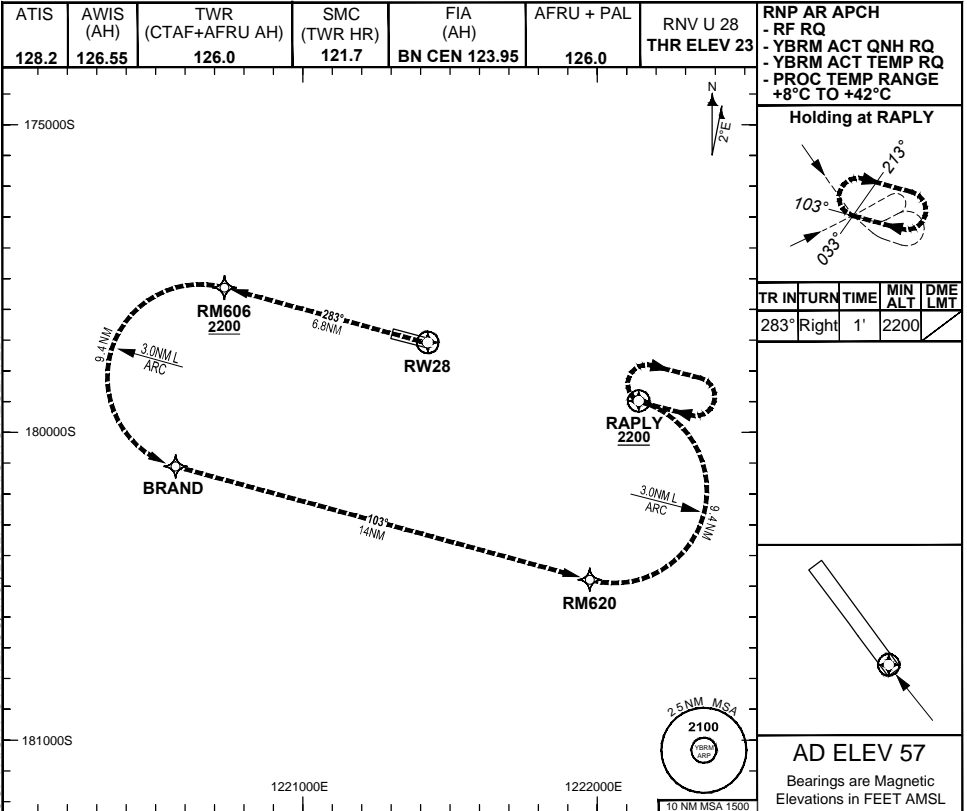 ATIS
128.2
AWIS
(AH)
126.55
TWR
(CTAF+AFRU AH)
126.0
SMC
(TWR HR)
121.7
FIA
(AH)
BN CEN 123.95
AFRU + PAL
126.0
RNV U 28
THR ELEV 23
RNP AR APCH
- RF RQ
- YBRM ACT QNH RQ
- YBRM ACT TEMP RQ
- PROC TEMP RANGE
+8°C TO +42°C
Holding at RAPLY
213°
103°
033°
TR IN TURN TIME MIN ALT DME LMT
283° Right 1' 2200
N
2°E
175000S
RM606
2200
283°
6.8NM
RW28
9.4 NM
3.0NM L
ARC
BRAND
180000S
RAPLY
2200
103°
14NM
3.0NM L
ARC
9.4 NM
RM620
181000S
1221000E
1222000E
25NM MSA
2100
YBRM
ARP
10 NM MSA 1500
AD ELEV 57
Bearings are Magnetic
Elevations in FEET AMSL